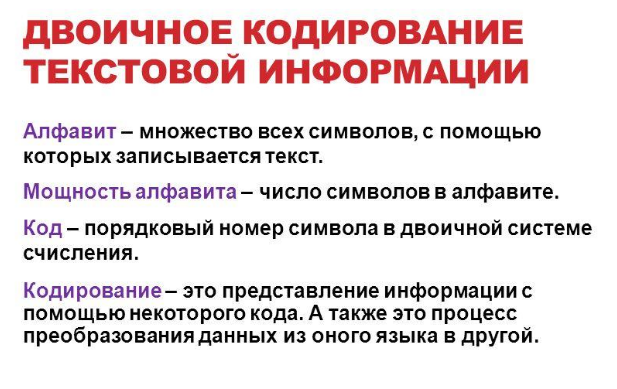 ДВОИЧНОЕ КОДИРОВАНИЕ
ТЕКСТОВОЙ ИНФОРМАЦИИ
Алфавит – множество всех символов, с помощью
которых записывается текст.
Мощность алфавита – число символов в алфавите.
Код – порядковый номер символа в двоичной системе
счисления.
Кодирование – это представление информации с
помощью некоторого кода. А также это процесс
преобразования данных из оного языка в другой.